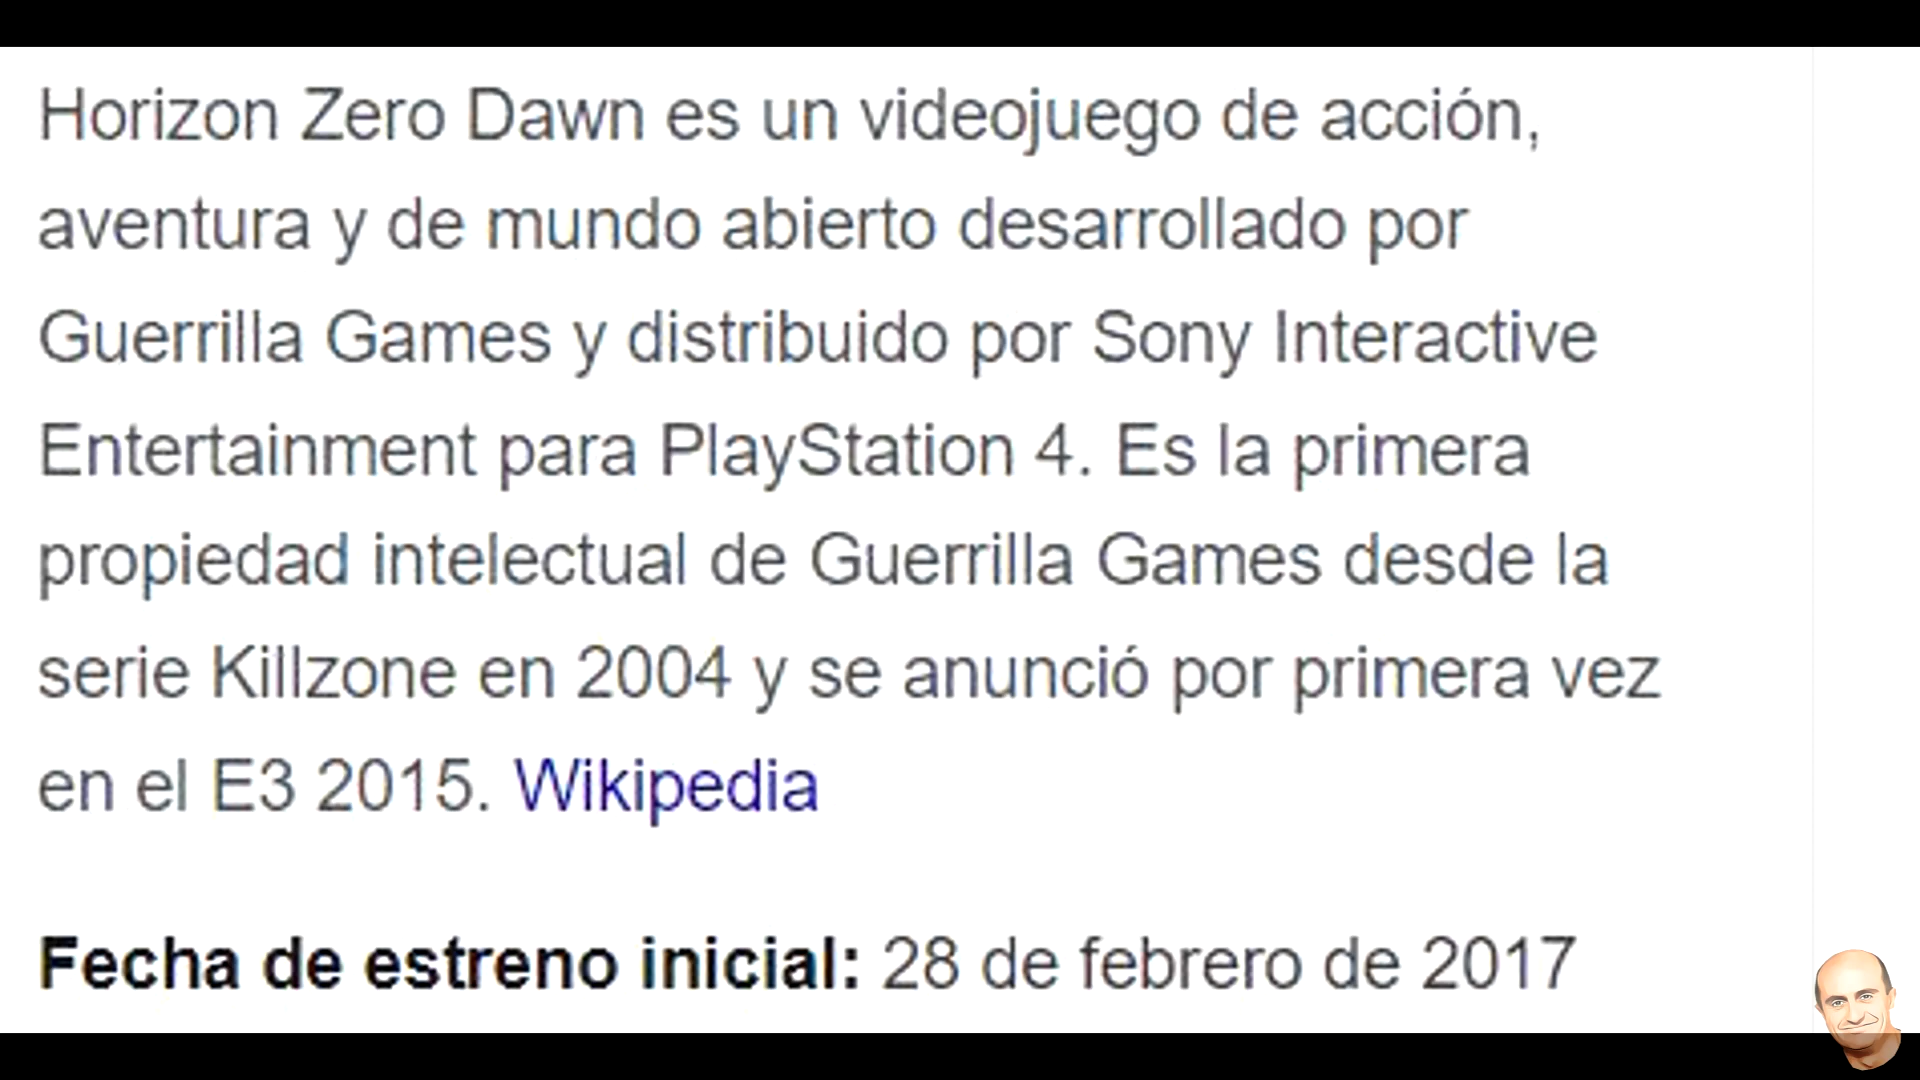 Horizon Zero Dawn es un videojuego de acción,
aventura y de mundo abierto desarrollado por
Guerrilla Games y distribuido por Sony Interactive
Entertainment para PlayStation 4. Es la primera
propiedad intelectual de Guerrilla Games desde la
serie Killzone en 2004 y se anunció por primera vez
en el E3 2015. Wikipedia
Fecha de estreno inicial: 28 de febrero de 2017